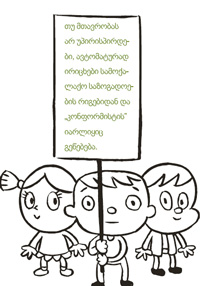 თუ მთავრობას
არ უპირისპირდე-
ბი, ავტომატურად
ირიცხები სამოქა-
ლაქო საზოგადოე-
ბის რიგებიდან და
„კონფორმისტის"
იარლიყიც
გეწებება.